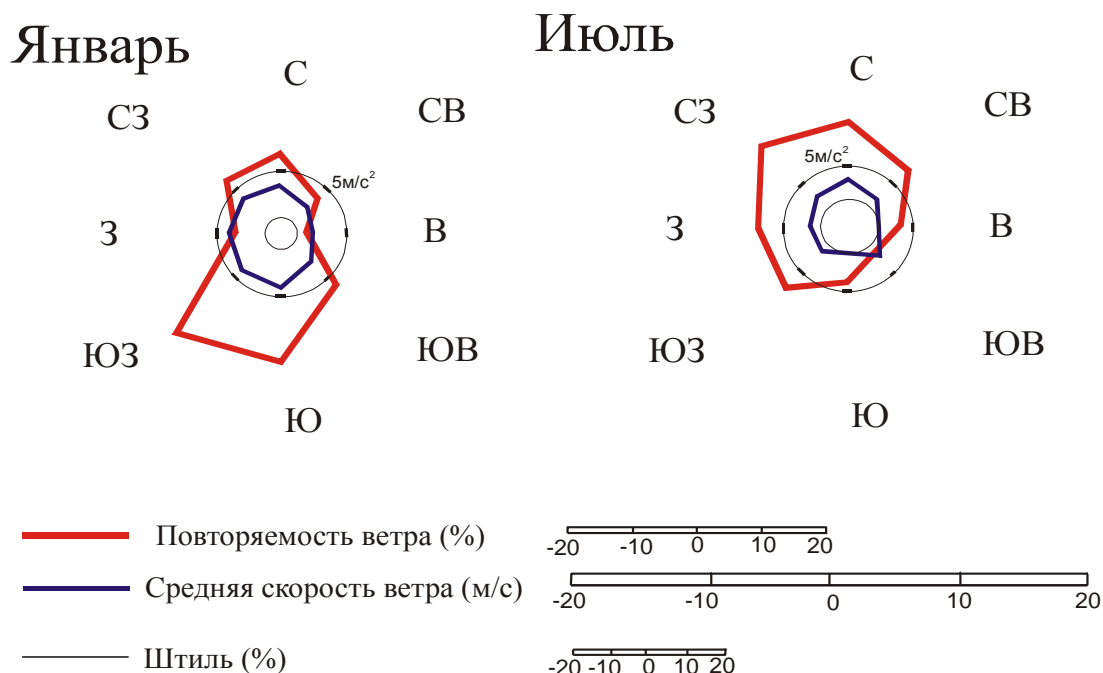 Январь
Июль
С
С
СЗ
СВ
СЗ
СВ
5м/с²
5м/с²
З
В
З
В
ЮЗ
ЮВ
ЮЗ
ЮВ
Ю
Ю
Повторяемость ветра (%)
-20 -10 0 10 20
Средняя скорость ветра (м/с)
-20 -10 0 10 20
Штиль (%)
-20 -10 0 10 20